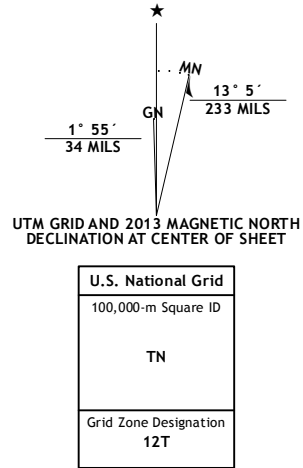 ★
MN
GN
13° 5´
233 MILS
1° 55´
34 MILS
UTM GRID AND 2013 MAGNETIC NORTH
DECLINATION AT CENTER OF SHEET
U.S. National Grid
100,000-m Square ID
TN
Grid Zone Designation
12T